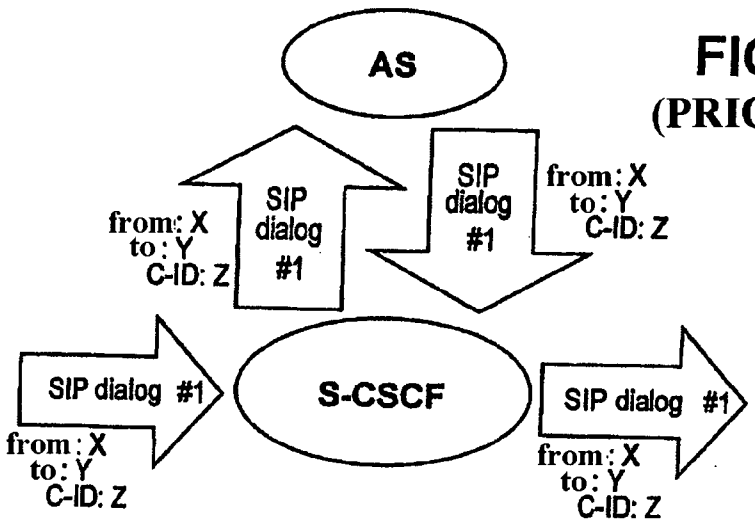 AS
FIG
(PRIO
SIP
dialog
#1
from: X
to: Y
C-ID: Z
SIP
dialog
#1
from: X
to: Y
C-ID: Z
SIP dialog #1
from: X
to: Y
C-ID: Z
S-CSCF
SIP dialog #1
from: X
to: Y
C-ID: Z